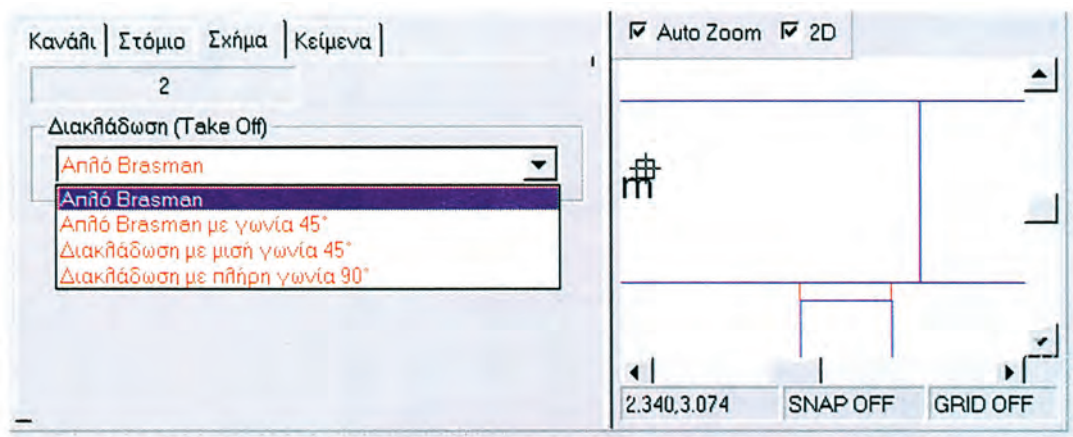 Κανάλι Στόμιο Σχήμα Κείμενα
2
Διακλάδωση (Take Off)
Απλό Brasman
Απλό Brasman
Απλό Brasman με γωνία 45°
Διακλάδωση με μισή γωνία 45°
Διακλάδωση με πλήρη γωνία 90°
Auto Zoom 2D
m
2.340,3.074 SNAP OFF GRID OFF